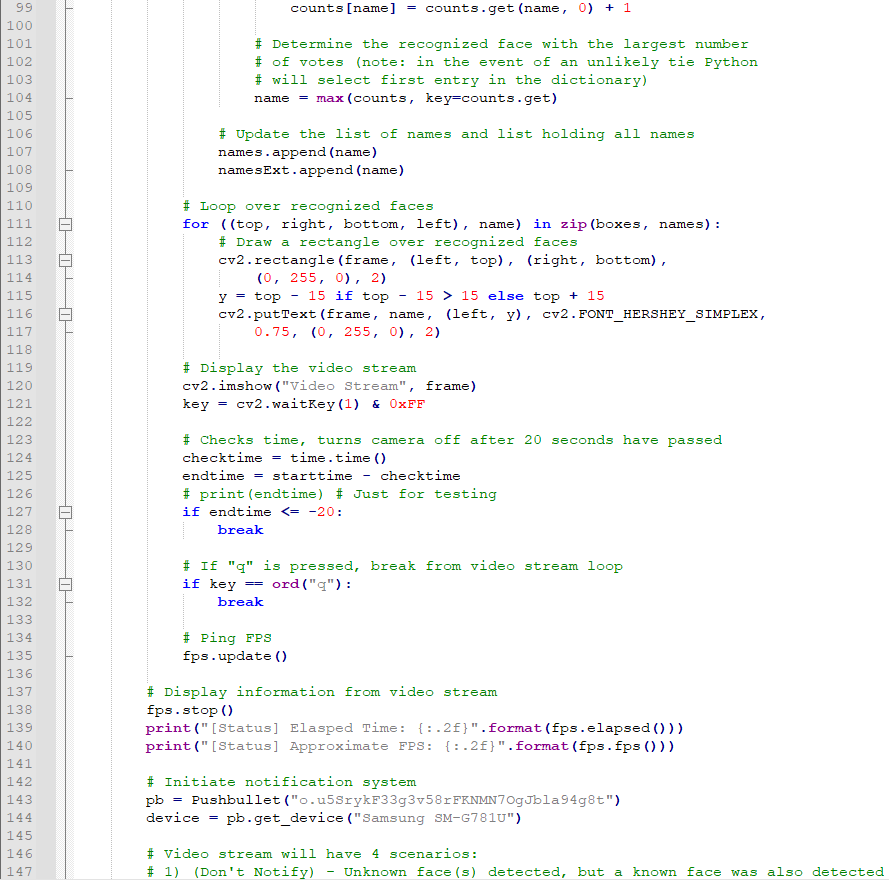 99 counts[name] = counts.get(name, 0) + 1
100
101 # Determine the recognized face with the largest number
102 # of votes (note: in the event of an unlikely tie Python
103 # will select first entry in the dictionary)
104 name = max(counts, key=counts.get)
105
106 # Update the list of names and list holding all names
107 names.append(name)
108 namesExt.append(name)
109
110 # Loop over recognized faces
111 for ((top, right, bottom, left), name) in zip(boxes, names):
112 # Draw a rectangle over recognized faces
113 cv2.rectangle(frame, (left, top), (right, bottom),
114 (0, 255, 0), 2)
115 y = top - 15 if top - 15 > 15 else top + 15
116 cv2.putText(frame, name, (left, y), cv2.FONT_HERSHEY_SIMPLEX,
117 0.75, (0, 255, 0), 2)
118
119 # Display the video stream
120 cv2.imshow("Video Stream", frame)
121 key = cv2.waitKey(1) & 0xFF
122
123 # Checks time, turns camera off after 20 seconds have passed
124 checktime = time.time()
125 endtime = starttime - checktime
126 # print(endtime) # Just for testing
127 if endtime <= -20:
128 break
129
130 # If "q" is pressed, break from video stream loop
131 if key == ord("q"):
132 break
133
134 # Ping FPS
135 fps.update()
136
137 # Display information from video stream
138 fps.stop()
139 print("[Status] Elasped Time: {:.2f}".format(fps.elapsed()))
140 print("[Status] Approximate FPS: {:.2f}".format(fps.fps()))
141
142 # Initiate notification system
143 pb = Pushbullet("o.u5SrykF33g3v58rFKNMN7OgJbla94g8t")
144 device = pb.get_device("Samsung SM-G781U")
145
146 # Video stream will have 4 scenarios:
147 # 1) (Don't Notify) - Unknown face(s) detected, but a known face was also detected